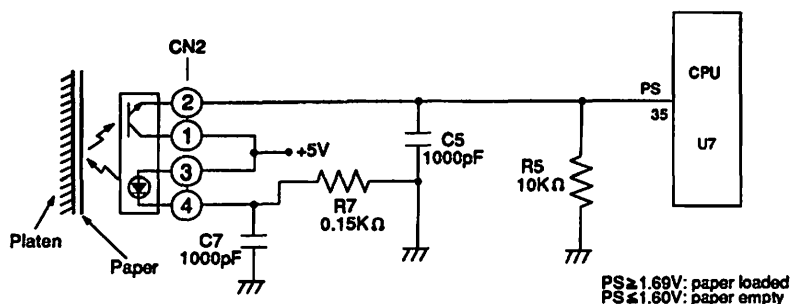 CN2
2
1
3
4
+5V
C5
1000pF
R7
0.15KΩ
C7
1000pF
R5
10KΩ
PS
35
CPU
U7
Platen
Paper
PS≥1.69V: paper loaded
PS≤1.60V: paper empty